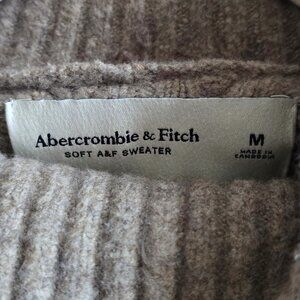 Abercrombie & Fitch
SOFT A&F SWEATER
M
MADE IN
CAMBODIA